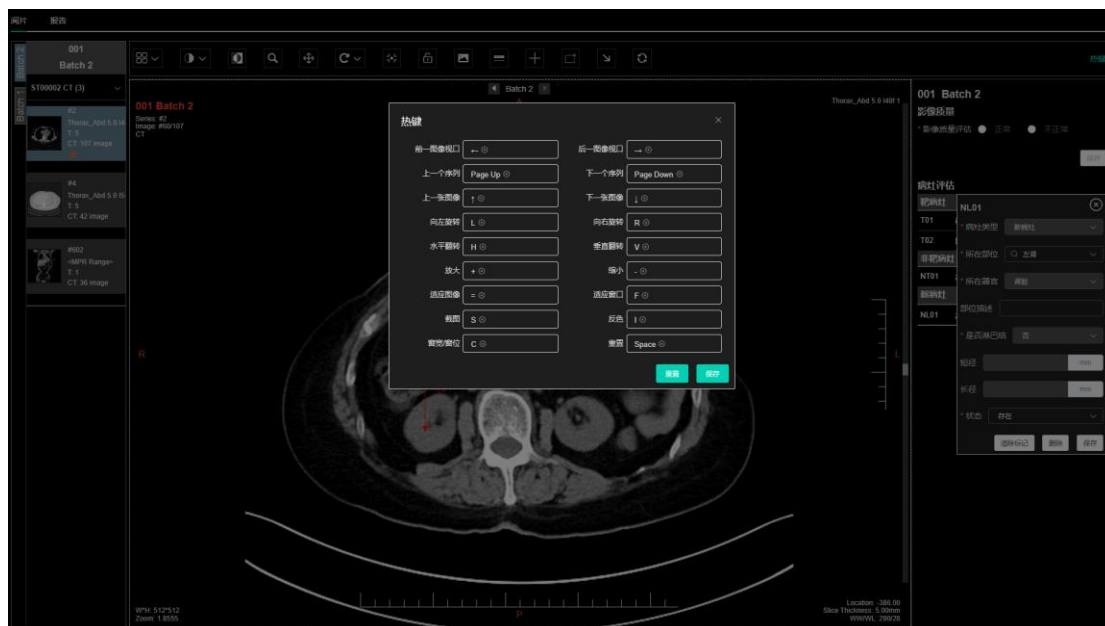 阅片 报告
热键
Batch 2
Batch 1
001
Batch 2
ST00002 CT (3)
#2
Thorax_Abd 5.0 I4
T: 5
CT: 107 image
#4
Thorax_Abd 5.0 I5
T: 5
CT: 42 image
#602
<MPR Range>
T: 1
CT: 36 image
Batch 2
001 Batch 2
Series: #2
Image: #60/107
CT
Thorax_Abd 5.0 I40f 1
R
L
P
W*H: 512*512
Zoom: 1.8555
Location: -386.00
Slice Thickness: 5.00mm
WW/WL: 290/28
热键
前一图像视口 ←
后一图像视口 →
上一个序列 Page Up
下一个序列 Page Down
上一张图像 ↑
下一张图像 ↓
向左旋转 L
向右旋转 R
水平翻转 H
垂直翻转 V
放大 +
缩小 -
适应图像 =
适应窗口 F
截图 S
反色 I
窗宽/窗位 C
重置 Space
重置 保存
001 Batch 2
影像质量
* 影像质量评估 正常 不正常
保存
病灶评估
靶病灶
T01
T02
非靶病灶
NT01
新病灶
NL01
NL01
* 病灶类型 新病灶
* 所在部位 左肾
* 所在器官 肾脏
部位描述
* 是否淋巴结 否
短径 mm
长径 mm
* 状态 存在
清除标记 删除 保存